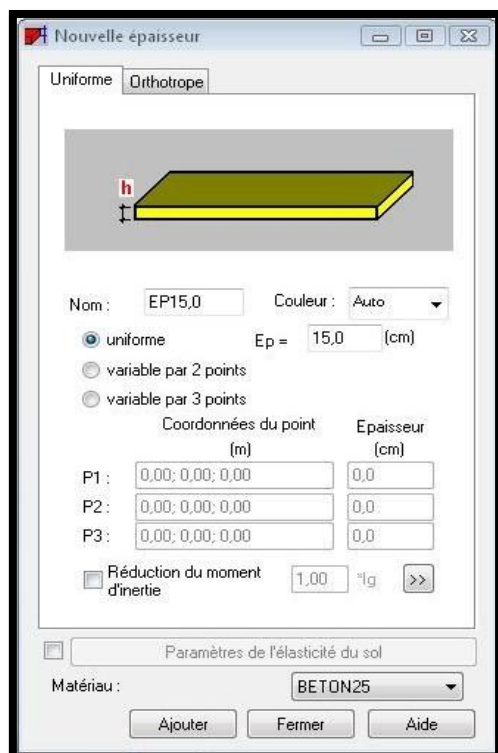 Nouvelle épaisseur
Uniforme Orthotrope
h
Nom : EP15,0 Couleur : Auto
uniforme Ep = 15,0 (cm)
variable par 2 points
variable par 3 points
Coordonnées du point Epaisseur
(m) (cm)
P1 : 0,00; 0,00; 0,00 0,0
P2 : 0,00; 0,00; 0,00 0,0
P3 : 0,00; 0,00; 0,00 0,0
Réduction du moment
d'inertie 1,00 *Ig >>
Paramètres de l'élasticité du sol
Matériau : BETON25
Ajouter Fermer Aide